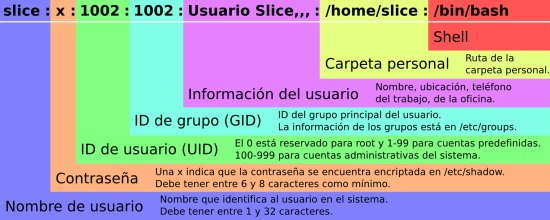 slice : x : 1002 : 1002 : Usuario Slice,,, : /home/slice : /bin/bash
Shell
Carpeta personal
Ruta de la
carpeta personal.
Información del usuario
Nombre, ubicación, teléfono
del trabajo, de la oficina.
ID de grupo (GID)
ID del grupo principal del usuario.
La información de los grupos está en /etc/groups.
ID de usuario (UID)
El 0 está reservado para root y 1-99 para cuentas predefinidas.
100-999 para cuentas administrativas del sistema.
Contraseña
Una x indica que la contraseña se encuentra encriptada en /etc/shadow.
Debe tener entre 6 y 8 caracteres como mínimo.
Nombre de usuario
Nombre que identifica al usuario en el sistema.
Debe tener entre 1 y 32 caracteres.